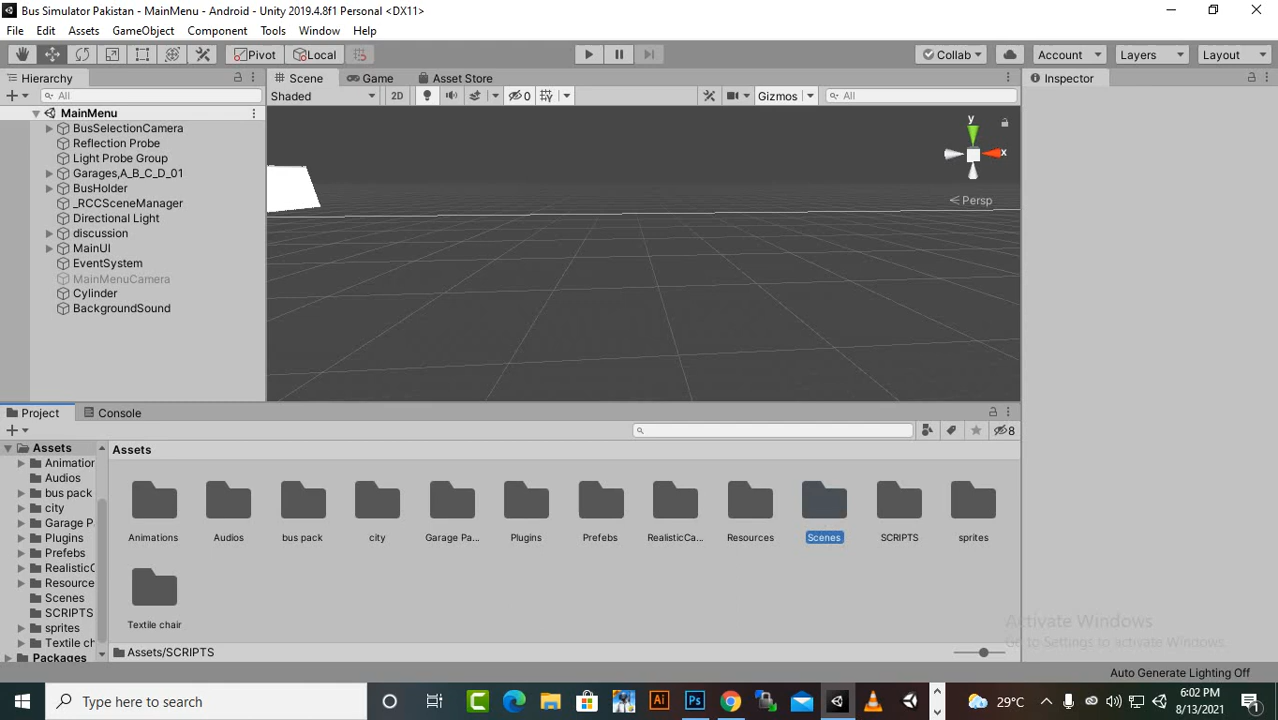 Bus Simulator Pakistan - MainMenu - Android - Unity 2019.4.8f1 Personal <DX11>
File Edit Assets GameObject Component Tools Window Help
Pivot Local Collab Account Layers Layout
Hierarchy
All
MainMenu
BusSelectionCamera
Reflection Probe
Light Probe Group
Garages,A_B_C_D_01
BusHolder
_RCCSceneManager
Directional Light
discussion
MainUI
EventSystem
MainMenuCamera
Cylinder
BackgroundSound
Scene Game Asset Store
Shaded 2D 0 Gizmos All
y
x
Persp
Inspector
Project Console
8
Assets
Animation
Audios
bus pack
city
Garage P
Plugins
Prefebs
RealisticC
Resource
Scenes
SCRIPTS
sprites
Textile ch
Packages
Assets
Animations Audios bus pack city Garage Pa... Plugins Prefebs RealisticCa... Resources Scenes SCRIPTS sprites
Textile chair
Assets/SCRIPTS
Activate Windows
Go to Settings to activate Windows.
Auto Generate Lighting Off
Type here to search
Ai
Ps
29°C
6:02 PM
8/13/2021
1